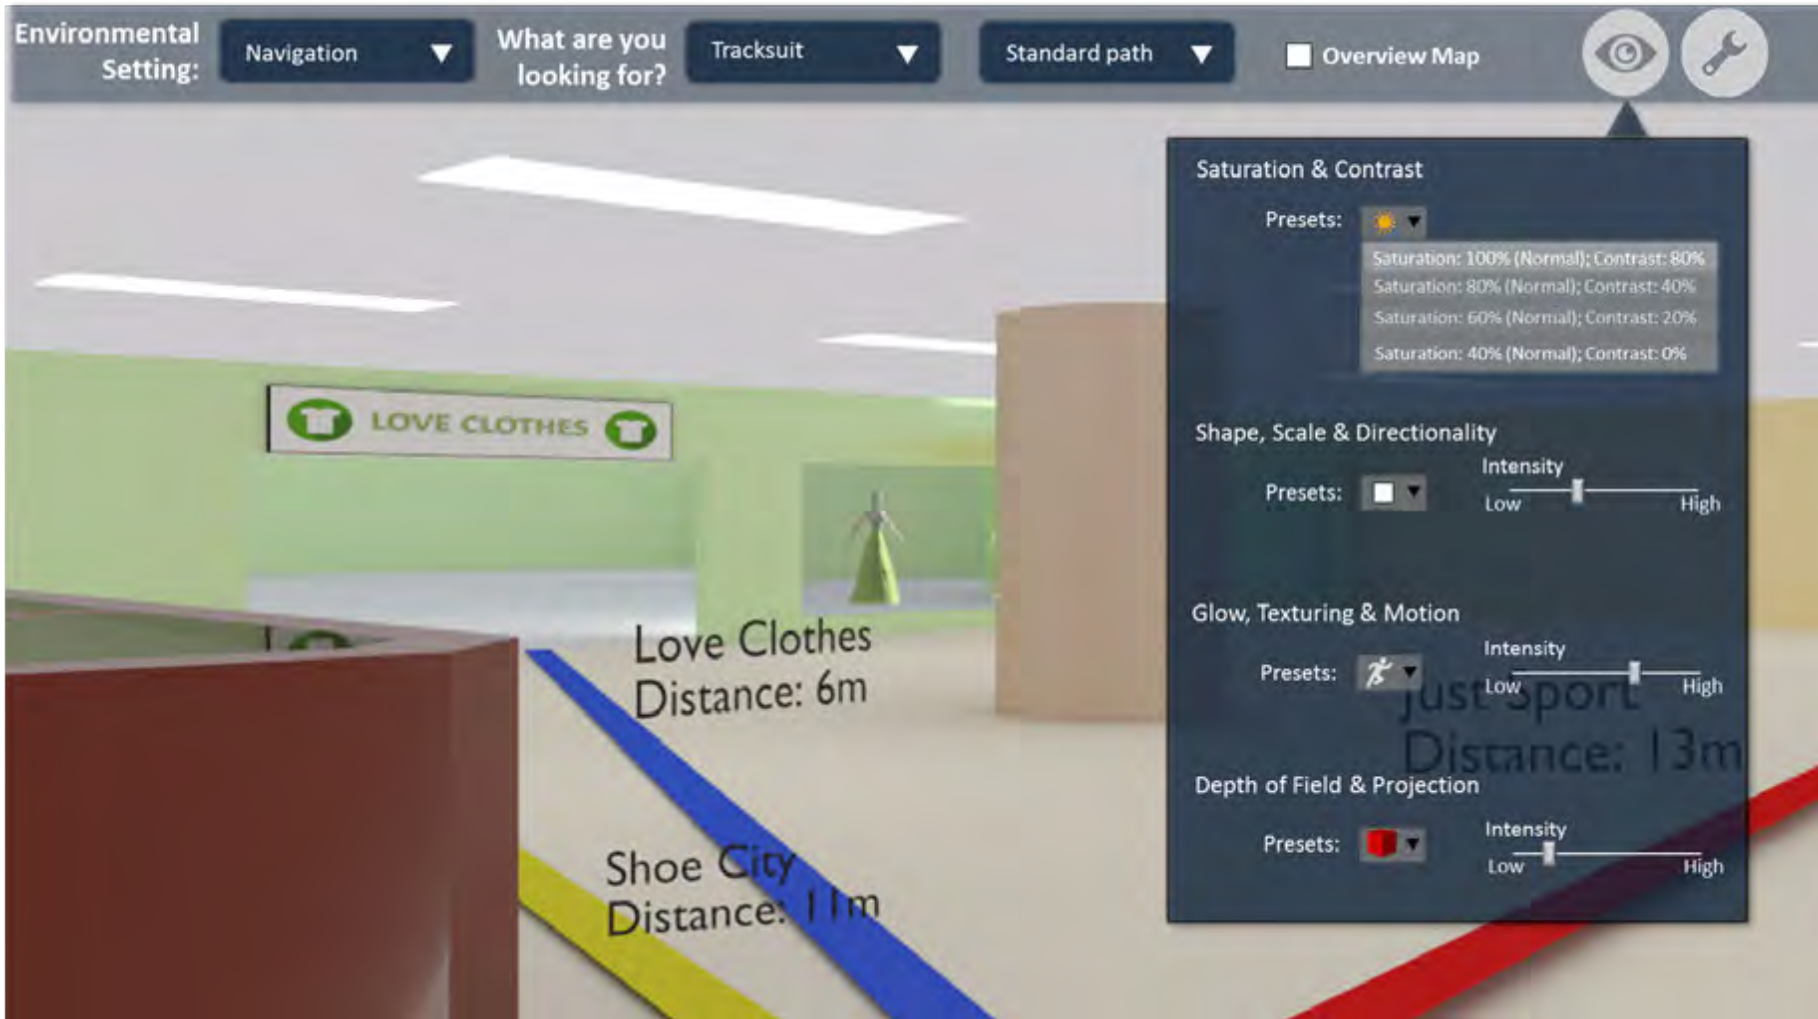 Environmental
Setting:
Navigation
What are you
looking for?
Tracksuit
Standard path
Overview Map
Saturation & Contrast
Presets:
Saturation: 100% (Normal); Contrast: 80%
Saturation: 80% (Normal); Contrast: 40%
Saturation: 60% (Normal); Contrast: 20%
Saturation: 40% (Normal); Contrast: 0%
LOVE CLOTHES
Shape, Scale & Directionality
Intensity
Presets:
Low
High
Glow, Texturing & Motion
Intensity
Presets:
Low
High
Love Clothes
Distance: 6m
Just Sport
Distance: 13m
Depth of Field & Projection
Intensity
Presets:
Low
High
Shoe City
Distance: 11m